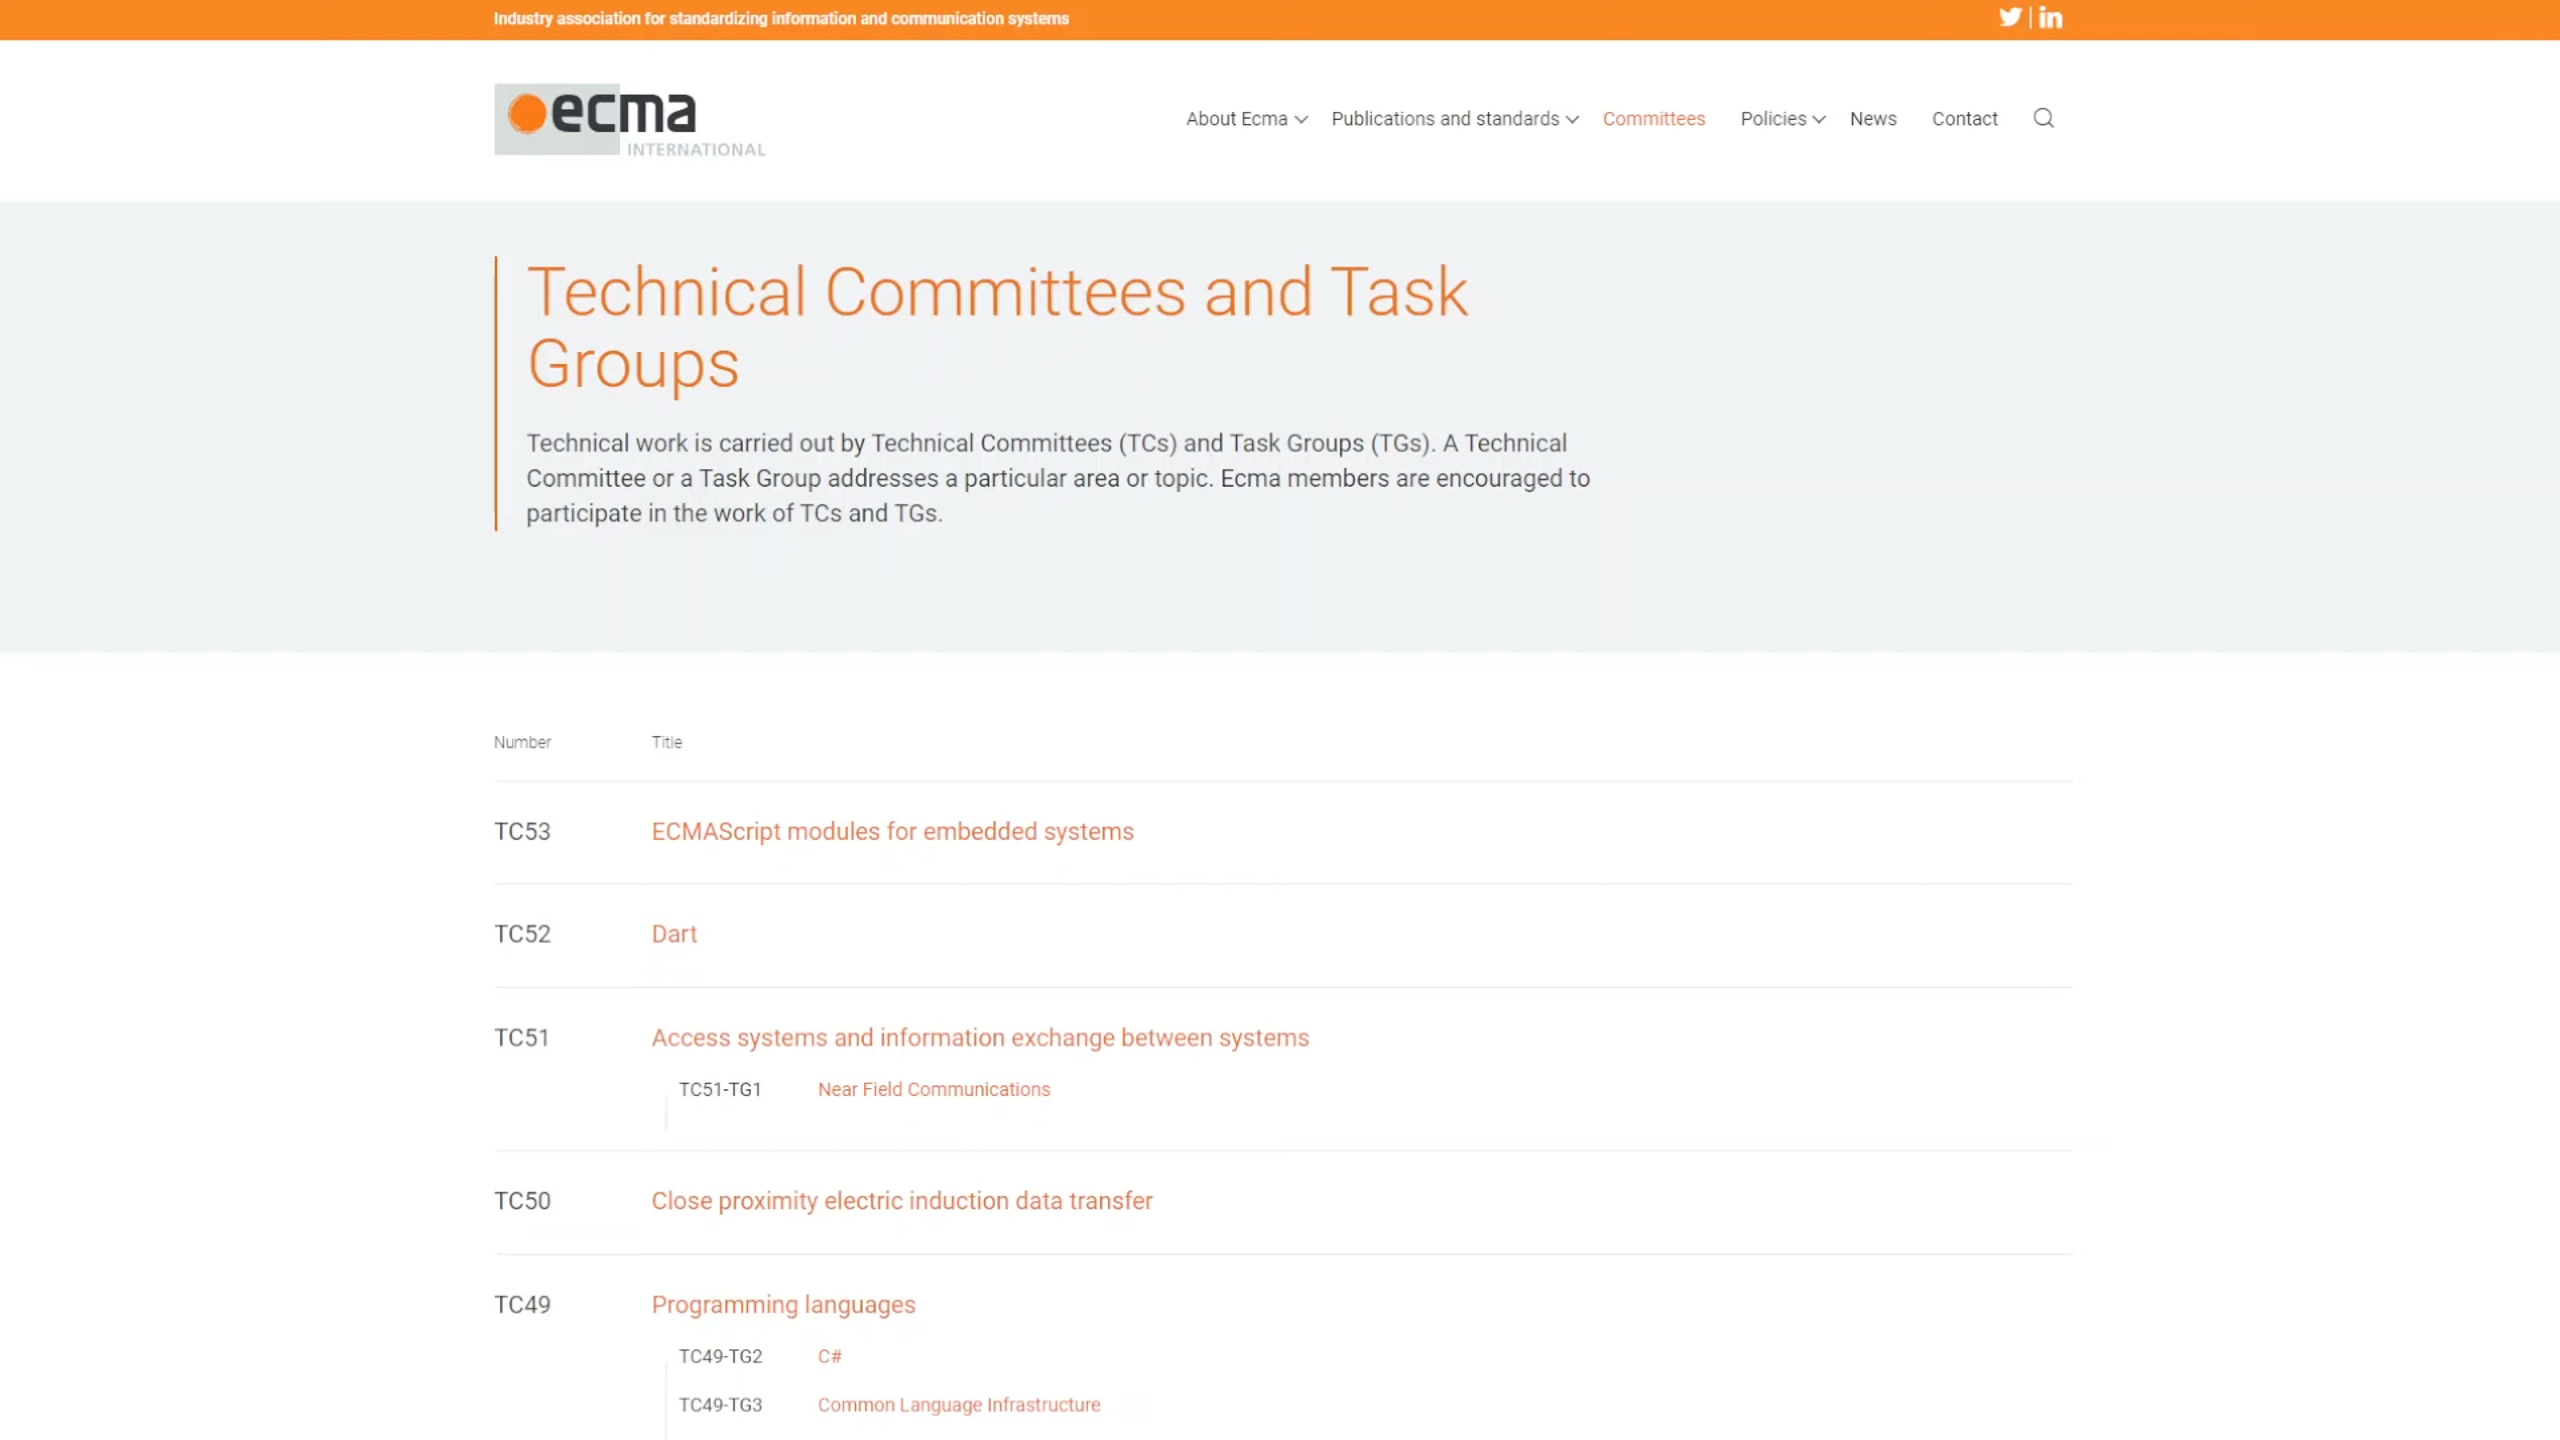 Industry association for standardizing information and communication systems
ecma
INTERNATIONAL
About Ecma Publications and standards Committees Policies News Contact
Technical Committees and Task
Groups
Technical work is carried out by Technical Committees (TCs) and Task Groups (TGs). A Technical
Committee or a Task Group addresses a particular area or topic. Ecma members are encouraged to
participate in the work of TCs and TGs.
Number Title
TC53 ECMAScript modules for embedded systems
TC52 Dart
TC51 Access systems and information exchange between systems
TC51-TG1 Near Field Communications
TC50 Close proximity electric induction data transfer
TC49 Programming languages
TC49-TG2 C#
TC49-TG3 Common Language Infrastructure